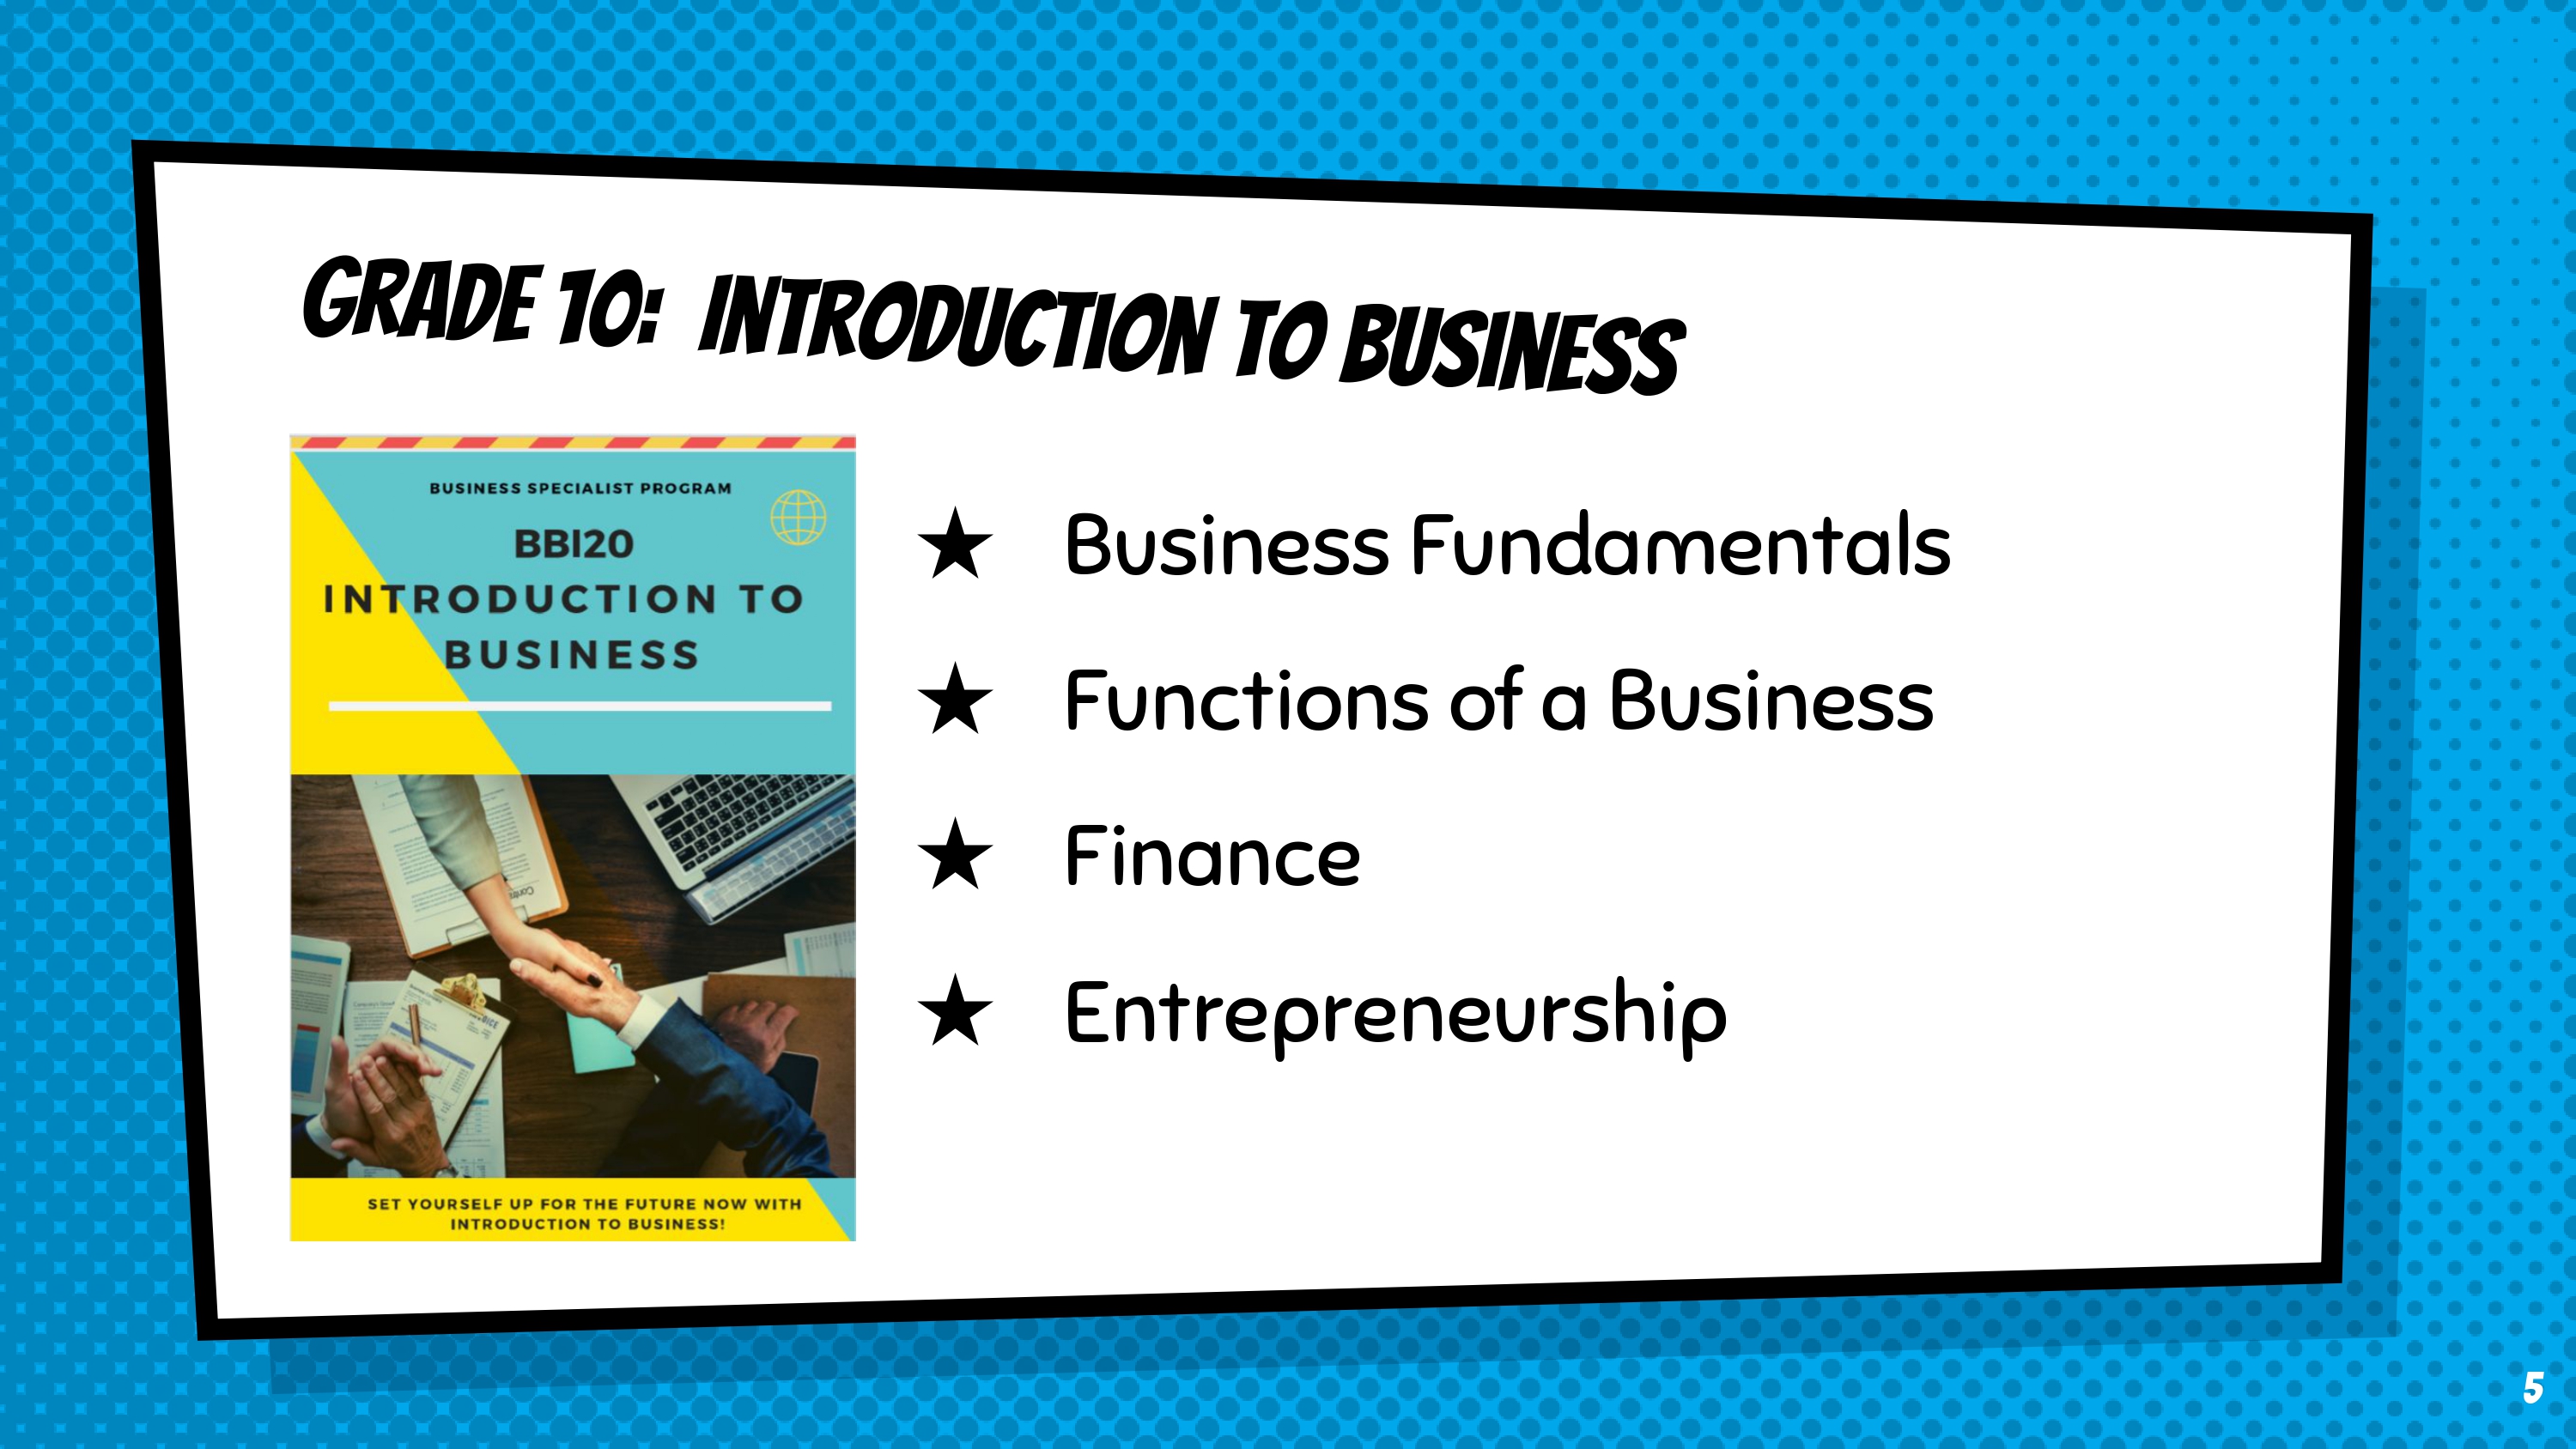 GRADE 10: INTRODUCTION TO BUSINESS
BUSINESS SPECIALIST PROGRAM
BBI20
INTRODUCTION TO
BUSINESS
SET YOURSELF UP FOR THE FUTURE NOW WITH
INTRODUCTION TO BUSINESS!
★ Business Fundamentals
★ Functions of a Business
★ Finance
★ Entrepreneurship
5